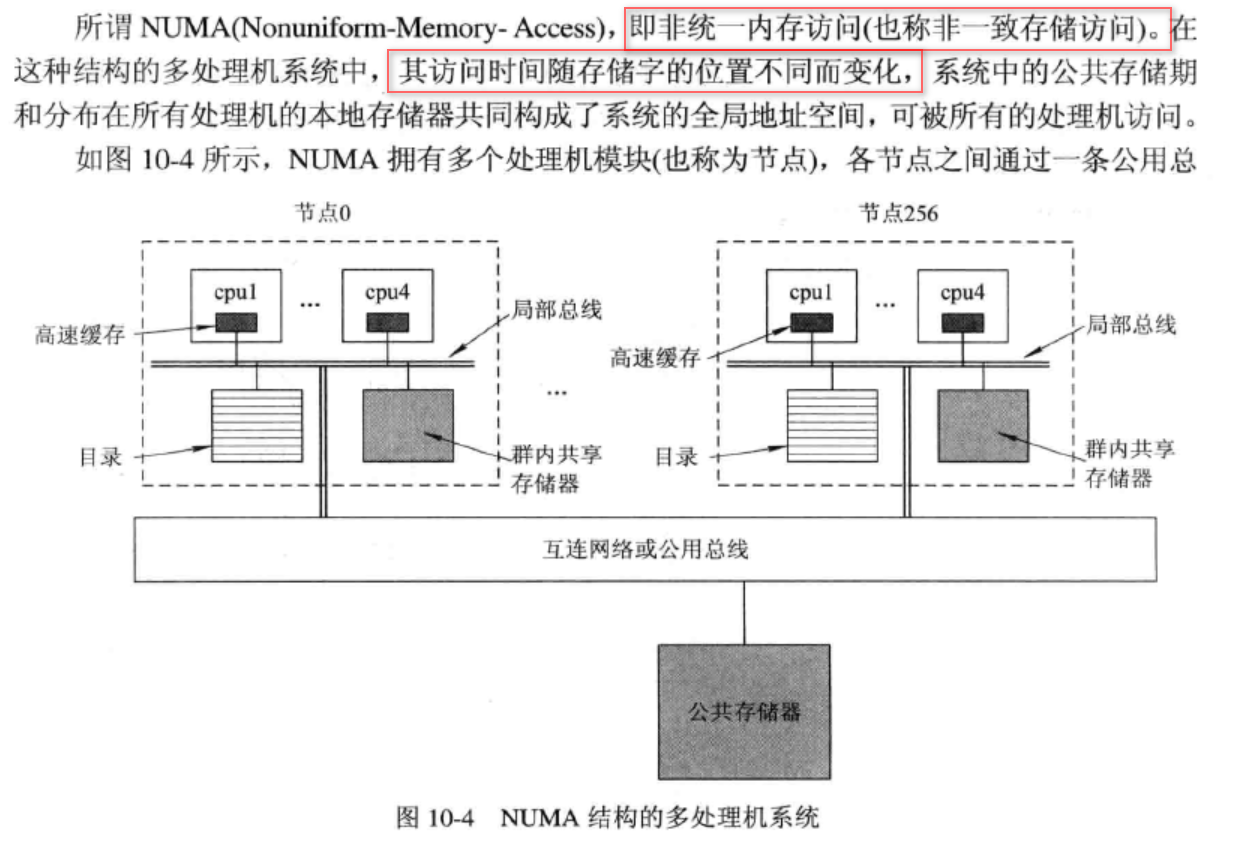 所谓 NUMA(Nonuniform-Memory- Access)，即非统一内存访问(也称非一致存储访问)。在
这种结构的多处理机系统中，其访问时间随存储字的位置不同而变化，系统中的公共存储期
和分布在所有处理机的本地存储器共同构成了系统的全局地址空间，可被所有的处理机访问。
如图 10-4 所示，NUMA 拥有多个处理机模块(也称为节点)，各节点之间通过一条公用总
节点0
节点256
cpu1
...
cpu4
高速缓存
局部总线
目录
群内共享
存储器
...
cpu1
...
cpu4
高速缓存
局部总线
目录
群内共享
存储器
互连网络或公用总线
公共存储器
图 10-4 NUMA 结构的多处理机系统